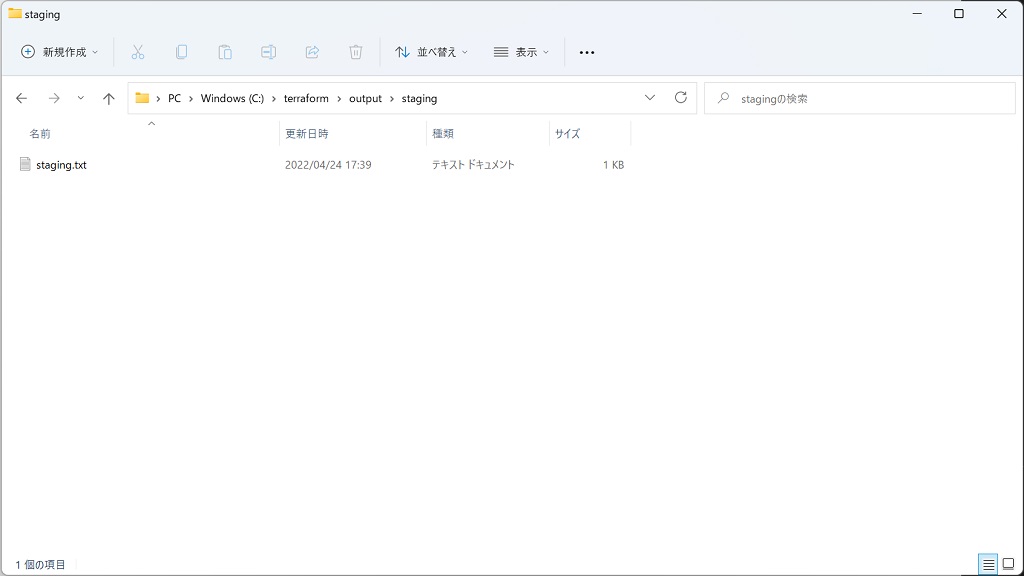 staging
新規作成 並べ替え 表示
PC Windows (C:) terraform output staging stagingの検索
名前 更新日時 種類 サイズ
staging.txt 2022/04/24 17:39 テキスト ドキュメント 1 KB
1 個の項目